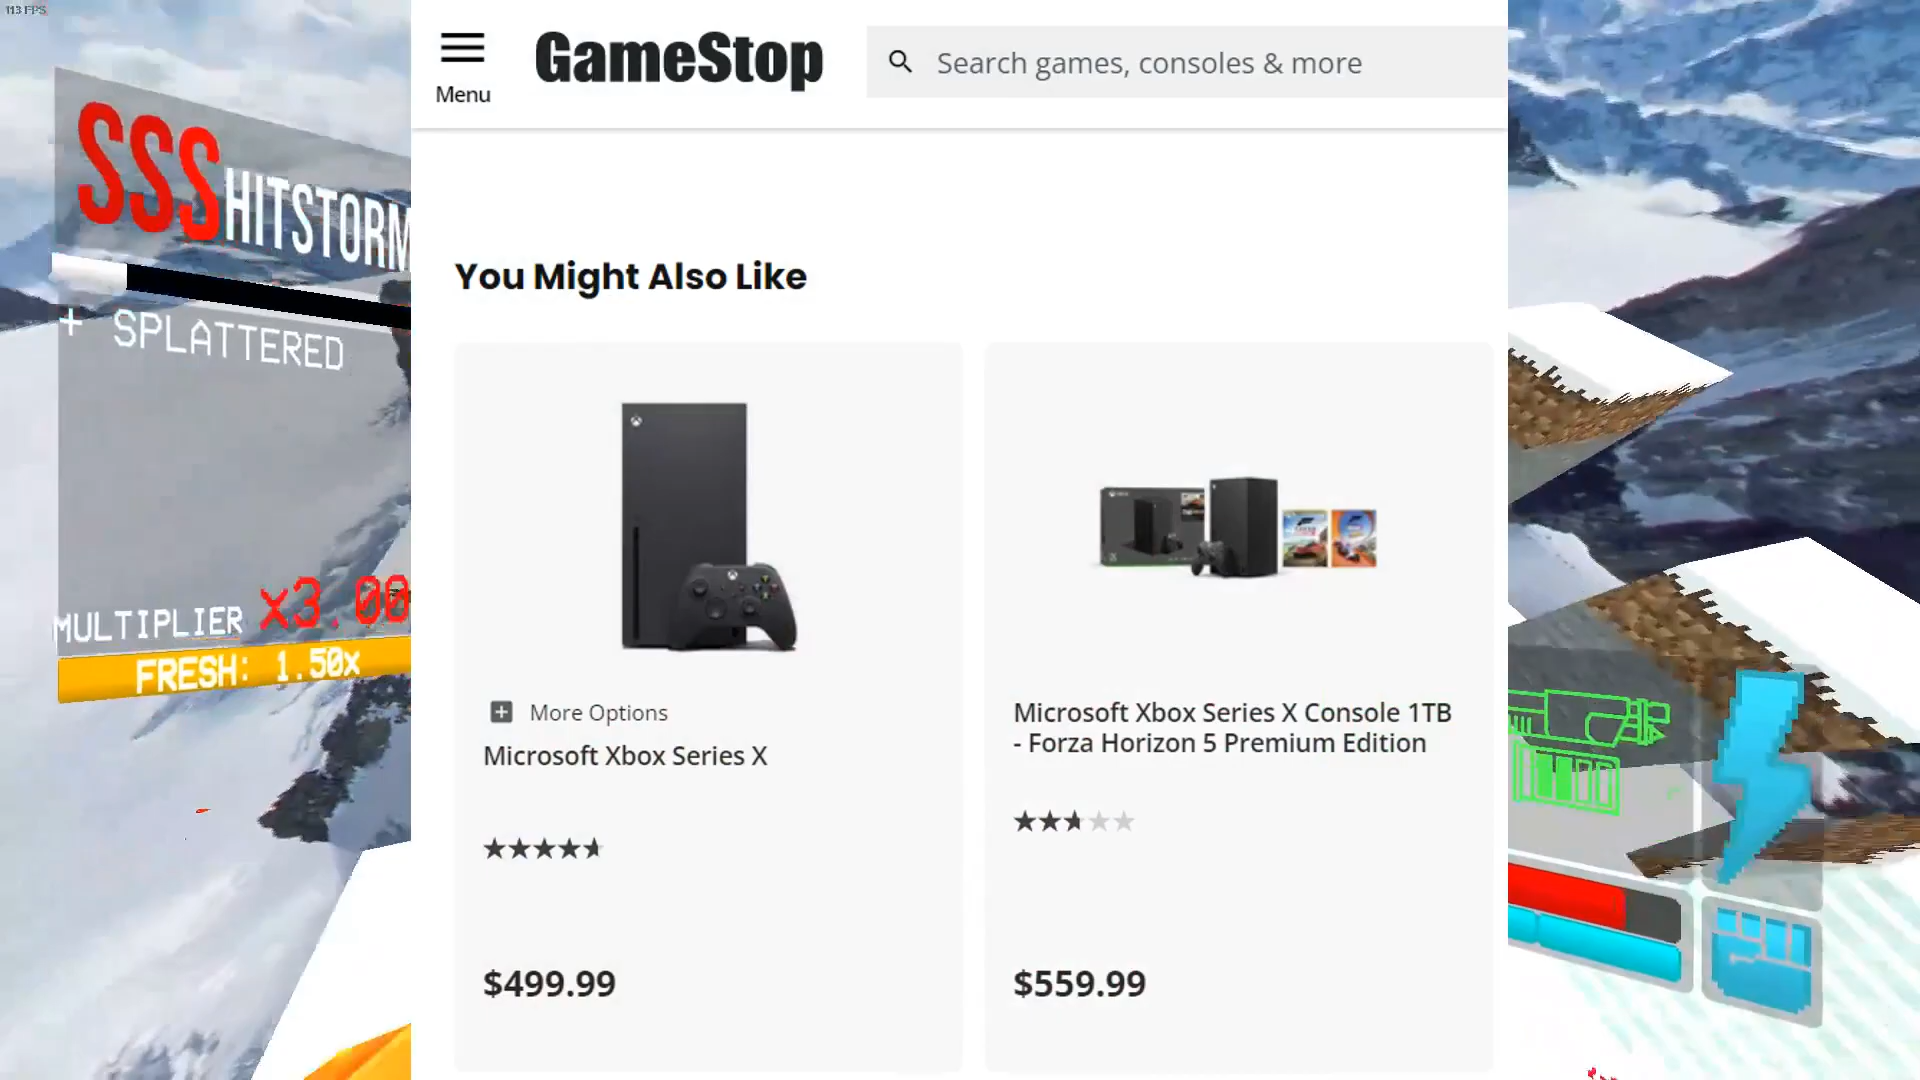 113 FPS
SSSHITSTORM
+ SPLATTERED
MULTIPLIER x3.00
FRESH: 1.50x
Menu
GameStop
Search games, consoles & more
You Might Also Like
More Options
Microsoft Xbox Series X
$499.99
Microsoft Xbox Series X Console 1TB
- Forza Horizon 5 Premium Edition
$559.99